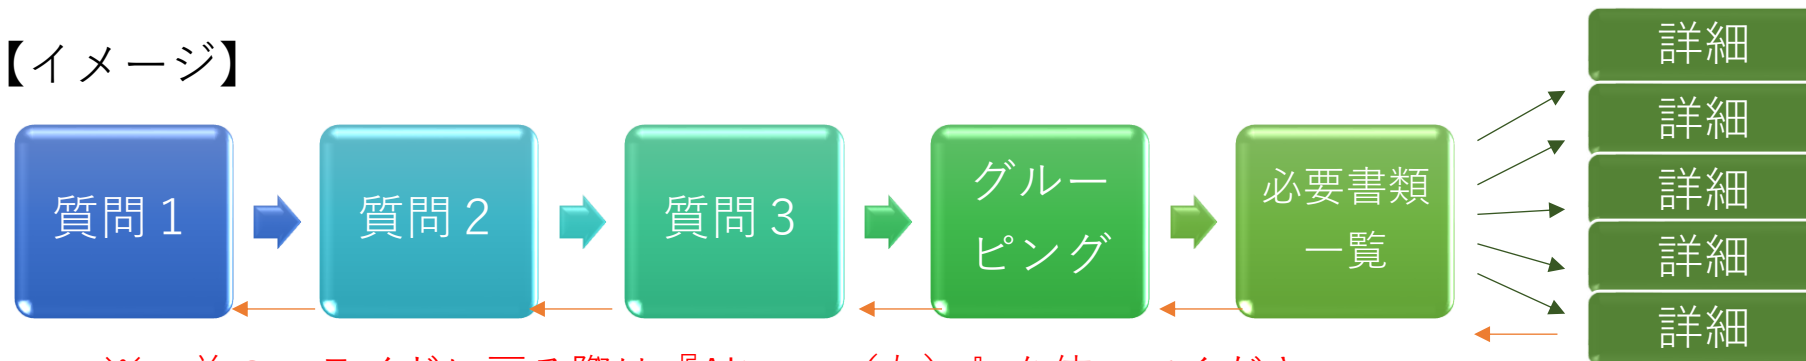 【イメージ】
質問１
質問２
質問３
グルー
ピング
必要書類
一覧
詳細
詳細
詳細
詳細
詳細